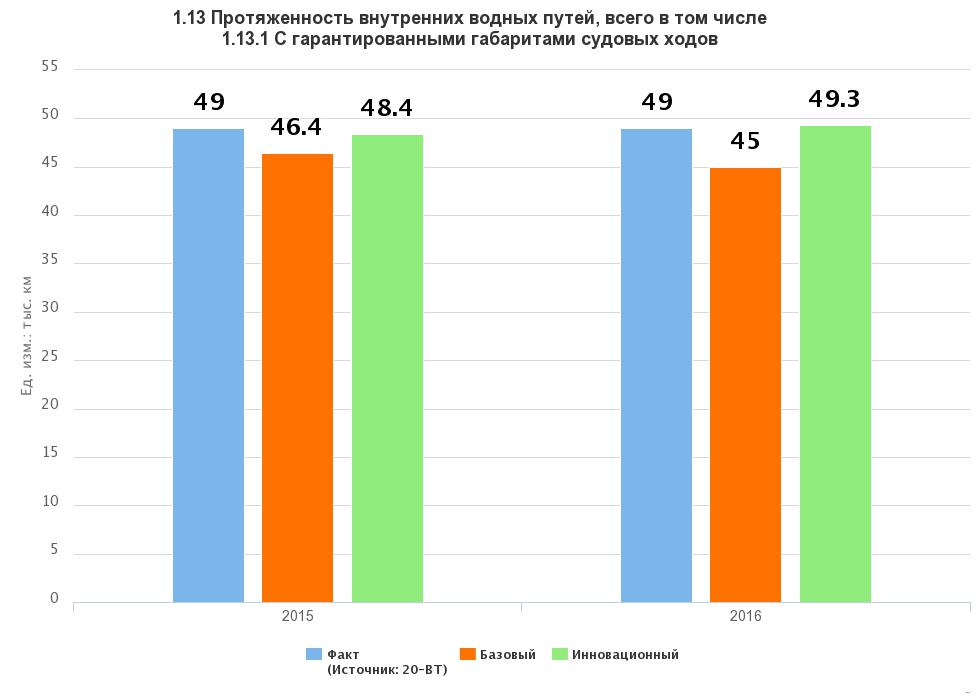 1.13 Протяженность внутренних водных путей, всего в том числе
1.13.1 С гарантированными габаритами судовых ходов
55
50
45
40
35
30
25
20
15
10
5
0
Ед. изм.: тыс. км
49
46.4
48.4
49
45
49.3
2015
2016
Факт
(Источник: 20-ВТ)
Базовый
Инновационный